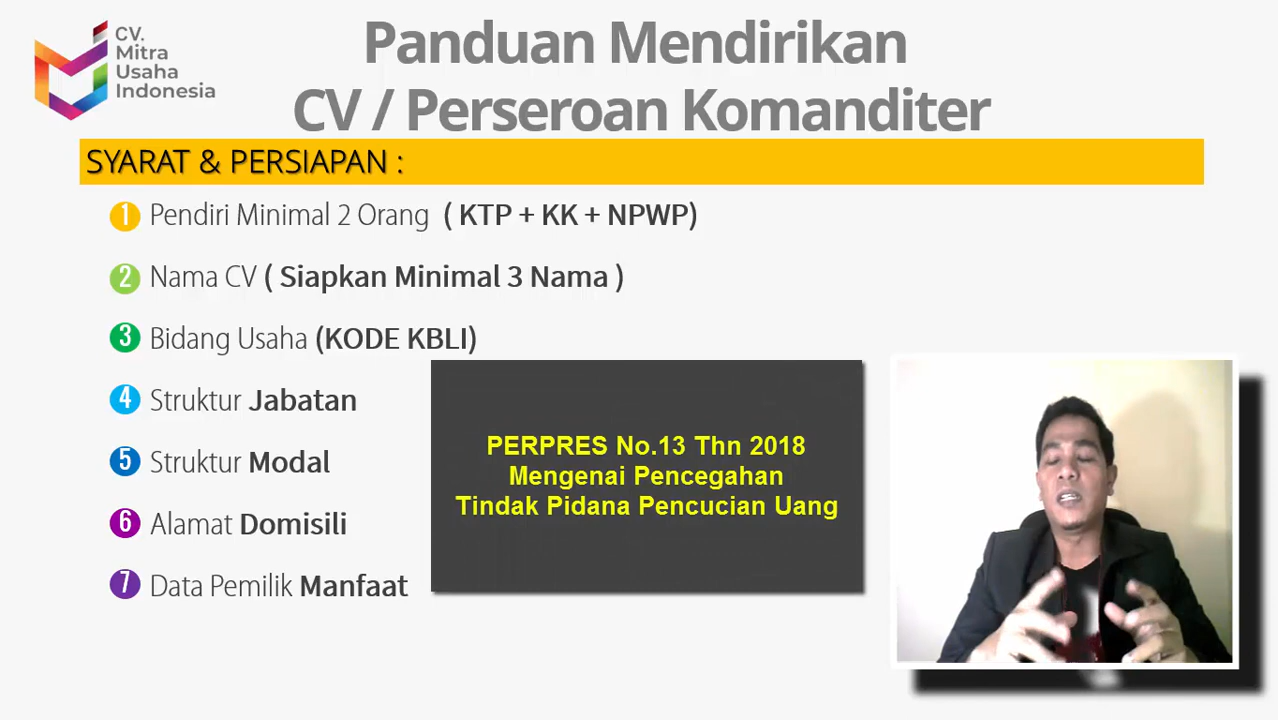 CV.
Mitra
Usaha
Indonesia
Panduan Mendirikan
CV / Perseroan Komanditer
SYARAT & PERSIAPAN :
1 Pendiri Minimal 2 Orang ( KTP + KK + NPWP)
2 Nama CV ( Siapkan Minimal 3 Nama )
3 Bidang Usaha (KODE KBLI)
4 Struktur Jabatan
5 Struktur Modal
6 Alamat Domisili
7 Data Pemilik Manfaat
PERPRES No.13 Thn 2018
Mengenai Pencegahan
Tindak Pidana Pencucian Uang